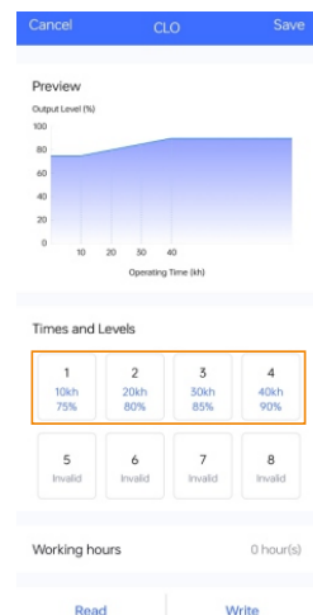 Cancel CLO Save
Preview
Output Level (%)
100
80
60
40
20
0
10 20 30 40
Operating Time (kh)
Times and Levels
1 2 3 4
10kh 20kh 30kh 40kh
75% 80% 85% 90%
5 6 7 8
Invalid Invalid Invalid Invalid
Working hours 0 hour(s)
Read Write